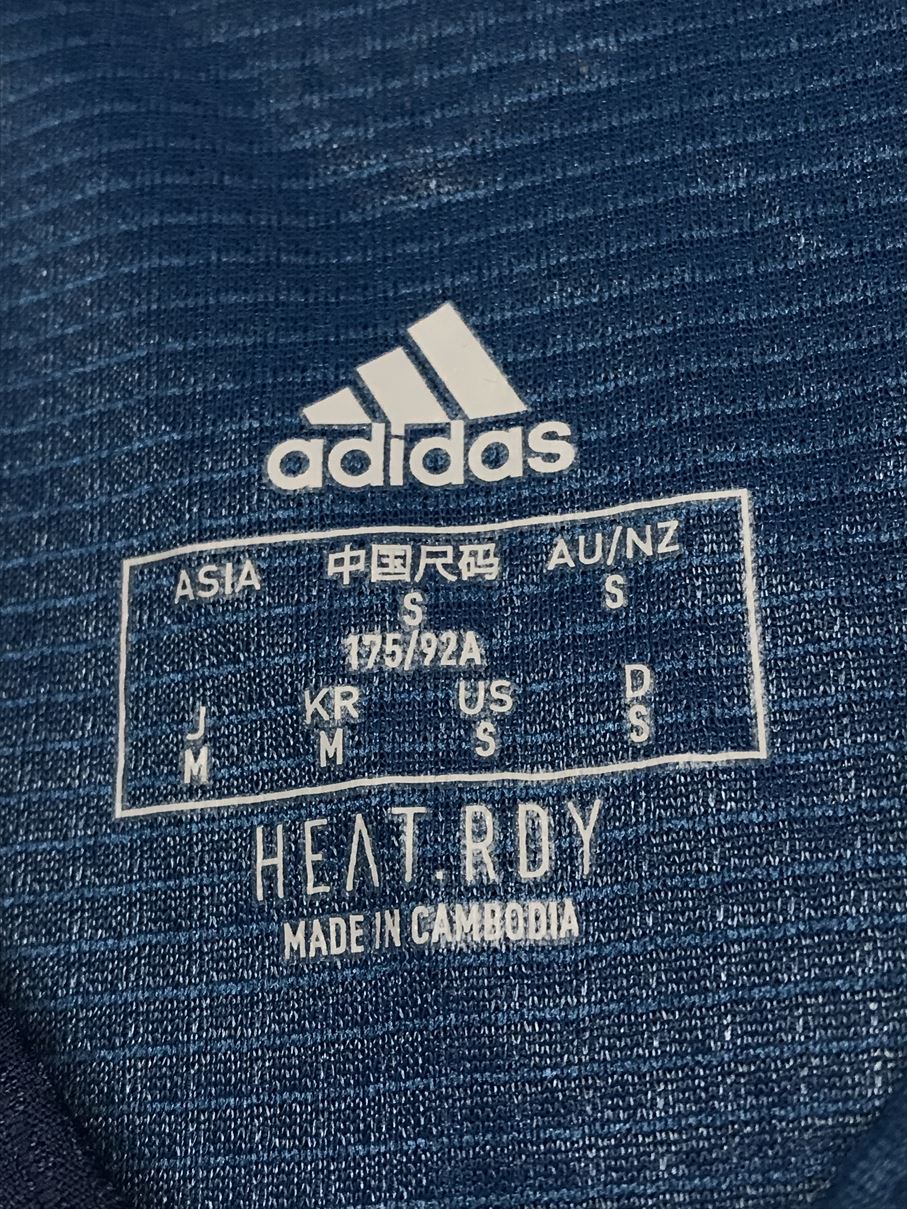 adidas
ASIA 中国尺码 AU/NZ
S S
175/92A
J KR US D
M M S S
HEAT.RDY
MADE IN CAMBODIA